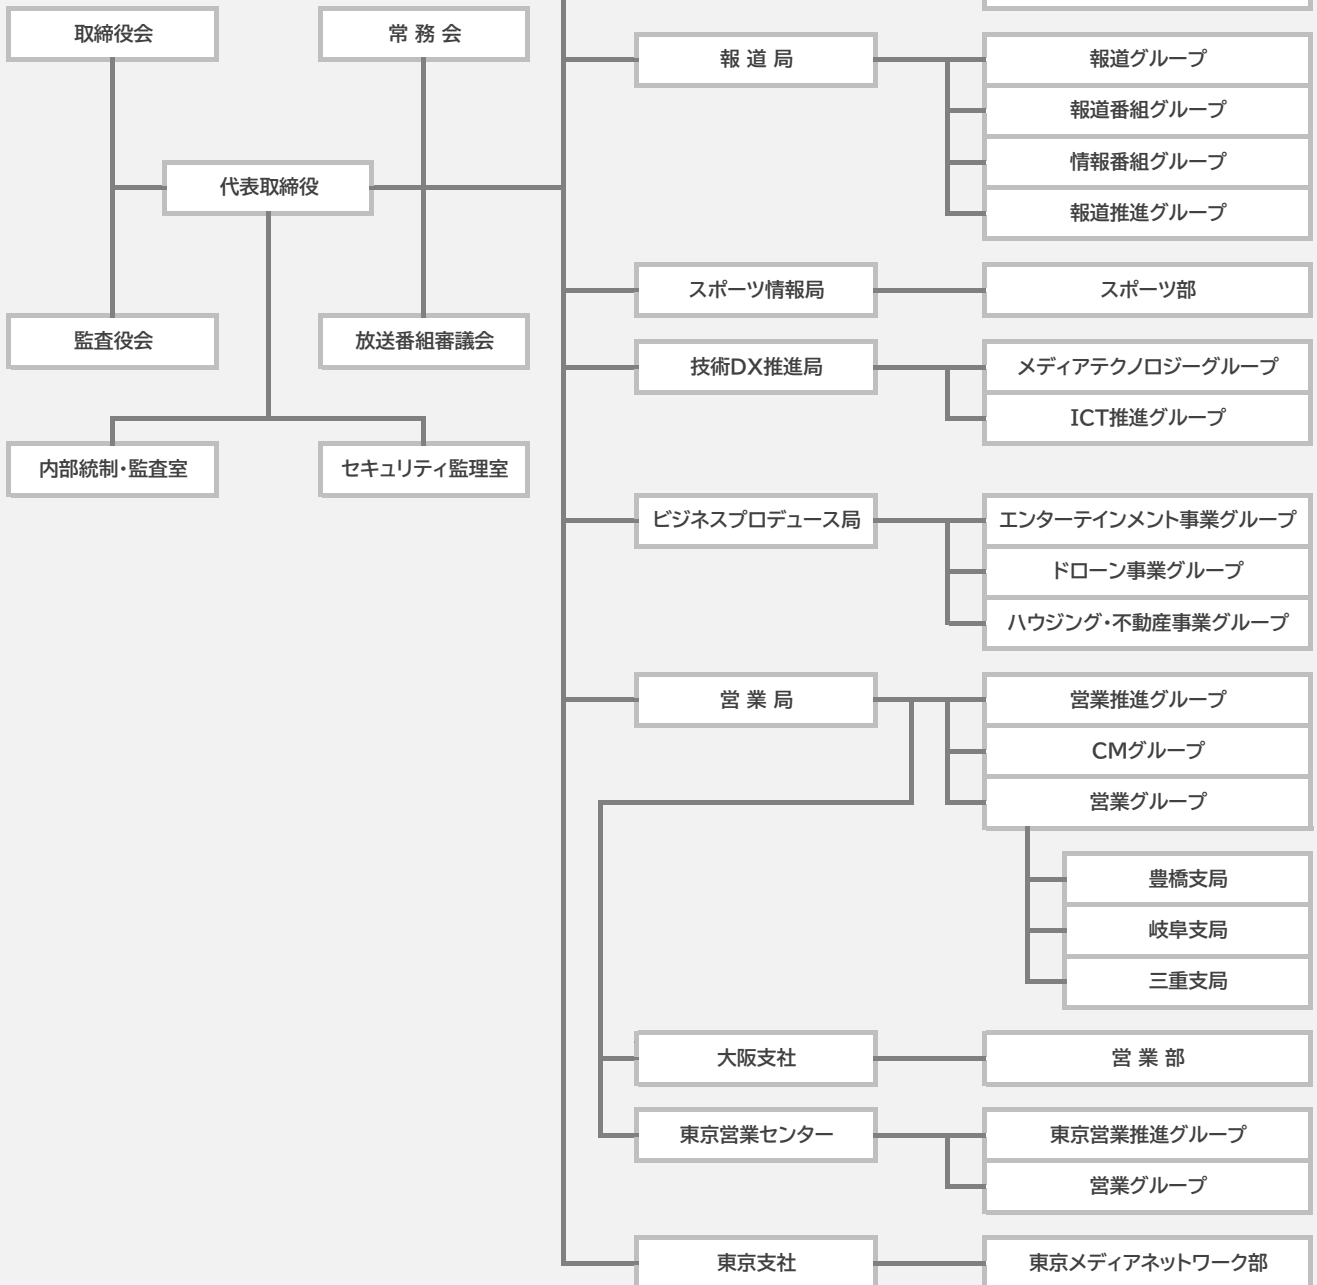 取締役会
常務会
代表取締役
監査役会
放送番組審議会
内部統制・監査室
セキュリティ監理室
報道局
報道グループ
報道番組グループ
情報番組グループ
報道推進グループ
スポーツ情報局
スポーツ部
技術DX推進局
メディアテクノロジーグループ
ICT推進グループ
ビジネスプロデュース局
エンターテインメント事業グループ
ドローン事業グループ
ハウジング・不動産事業グループ
営業局
営業推進グループ
CMグループ
営業グループ
豊橋支局
岐阜支局
三重支局
大阪支社
営業部
東京営業センター
東京営業推進グループ
営業グループ
東京支社
東京メディアネットワーク部